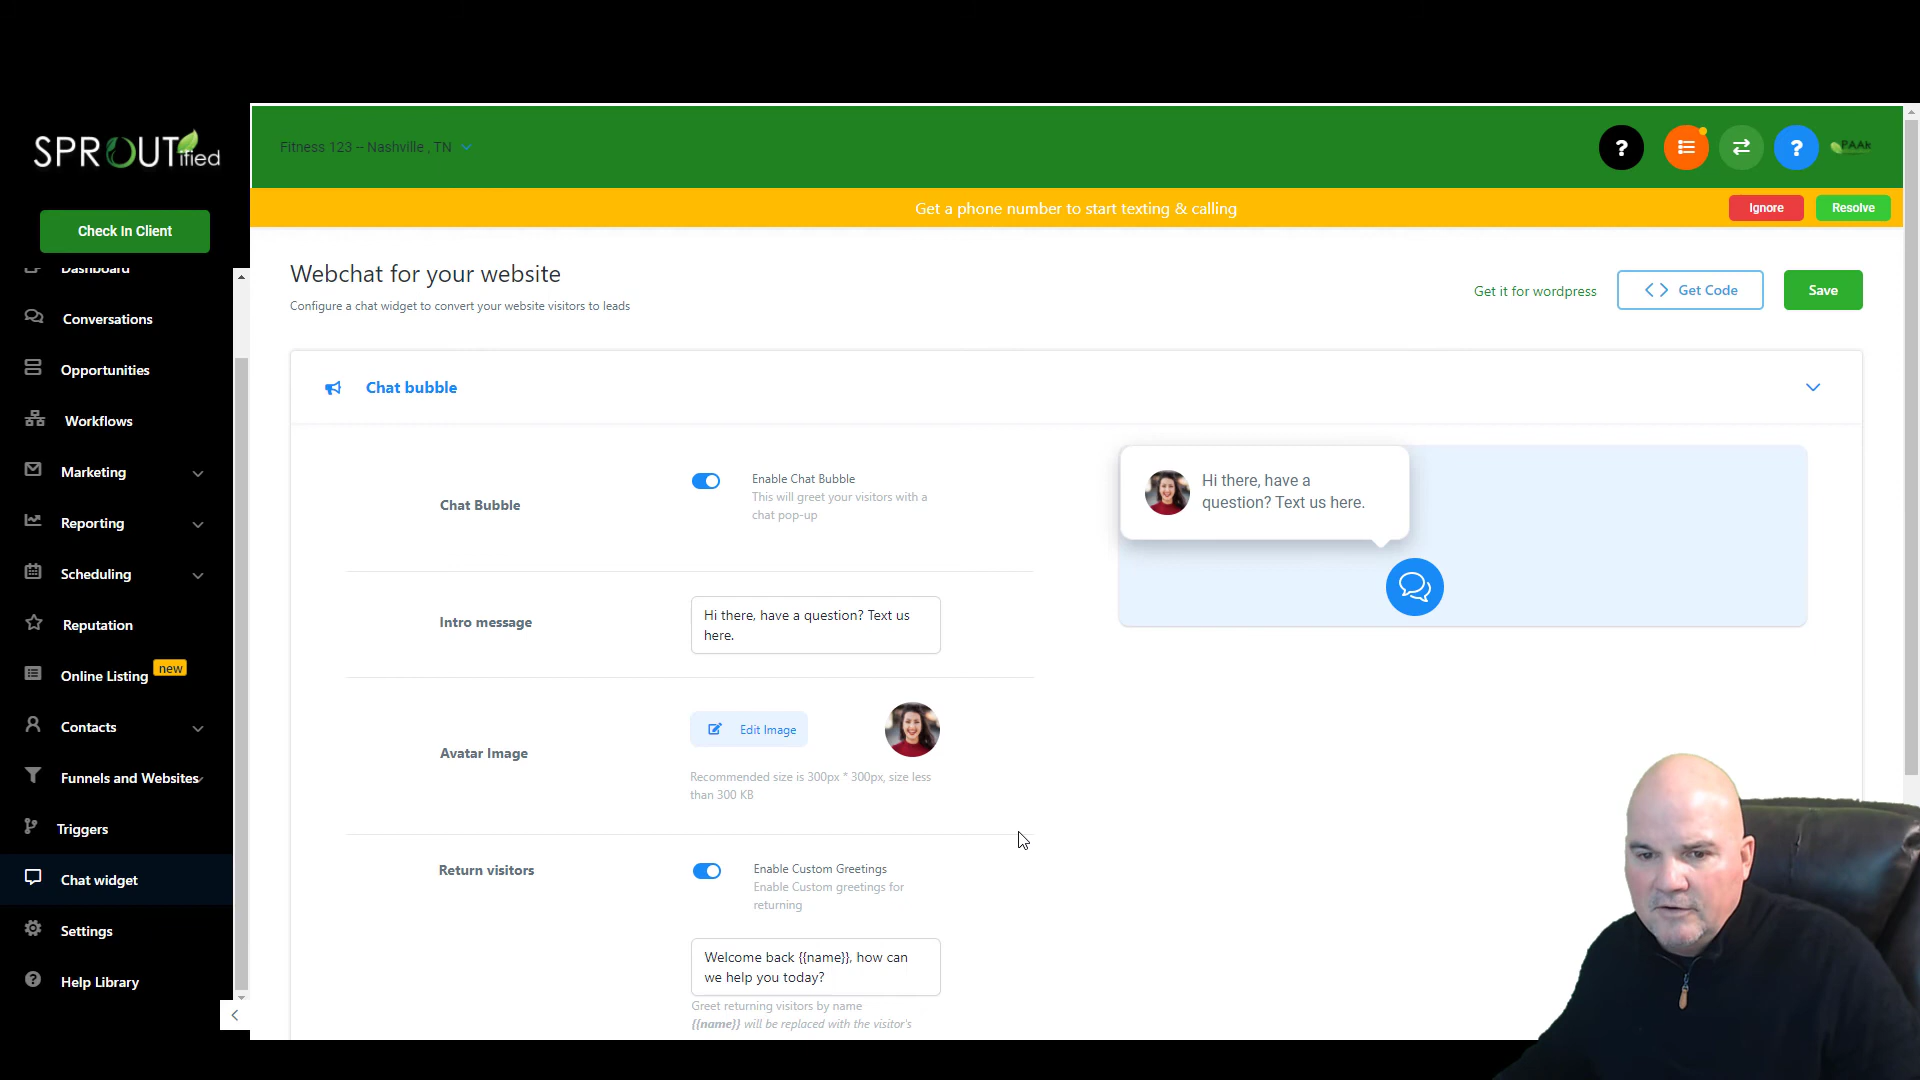 SPROUTified
Fitness 123 – Nashville , TN
?
?
PAAk
Get a phone number to start texting & calling
Ignore
Resolve
Check In Client
Dashboard
Conversations
Opportunities
Workflows
Marketing
Reporting
Scheduling
Reputation
Online Listing new
Contacts
Funnels and Websites
Triggers
Chat widget
Settings
Help Library
Webchat for your website
Configure a chat widget to convert your website visitors to leads
Get it for wordpress
Get Code
Save
Chat bubble
Chat Bubble
Enable Chat Bubble
This will greet your visitors with a
chat pop-up
Hi there, have a
question? Text us here.
Intro message
Hi there, have a question? Text us
here.
Avatar Image
Edit Image
Recommended size is 300px * 300px, size less
than 300 KB
Return visitors
Enable Custom Greetings
Enable Custom greetings for
returning
Welcome back {{name}}, how can
we help you today?
Greet returning visitors by name
{{name}} will be replaced with the visitor's